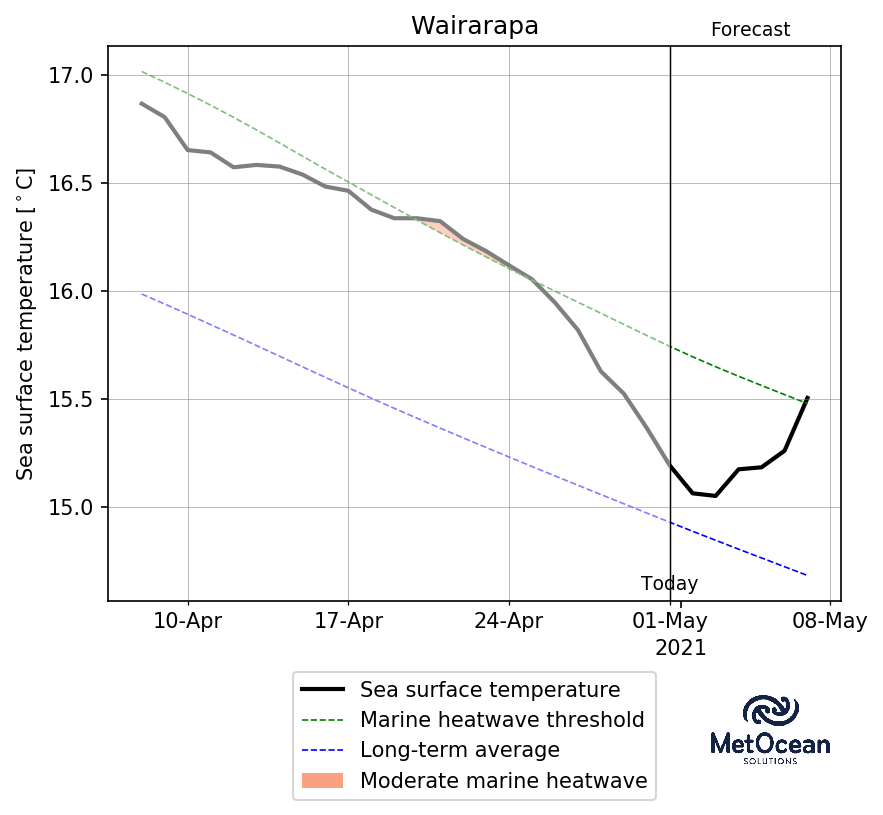 Wairarapa
Forecast
Sea surface temperature [°C]
17.0
16.5
16.0
15.5
15.0
Today
10-Apr
17-Apr
24-Apr
01-May
08-May
2021
Sea surface temperature
Marine heatwave threshold
Long-term average
Moderate marine heatwave
MetOcean
SOLUTIONS